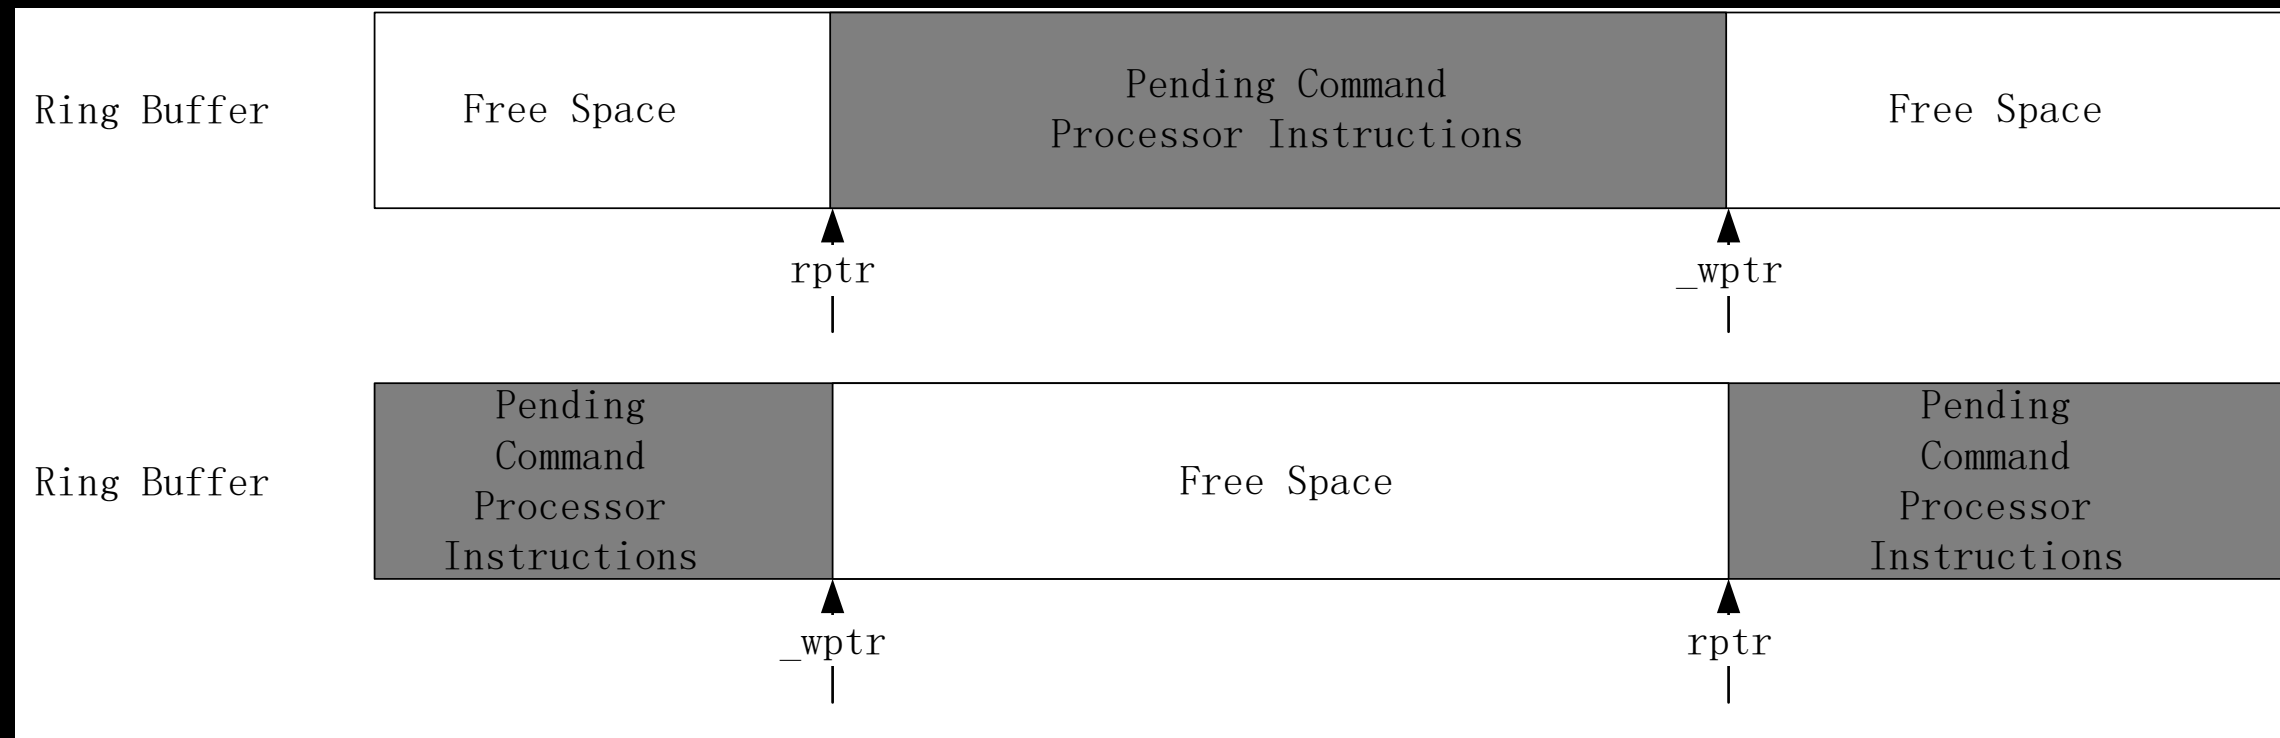 Ring Buffer
Free Space
Pending Command
Processor Instructions
Free Space
rptr
_wptr
Ring Buffer
Pending
Command
Processor
Instructions
Free Space
Pending
Command
Processor
Instructions
_wptr
rptr